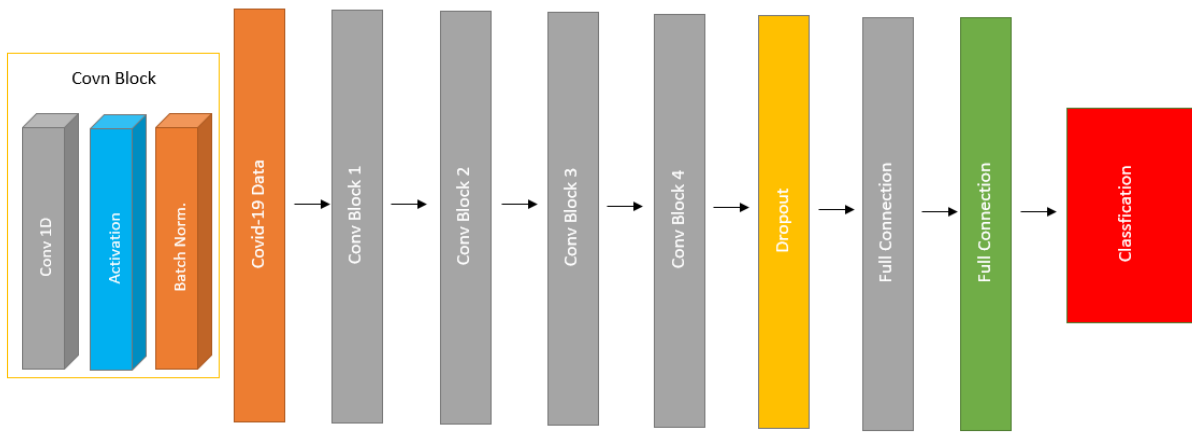 Covn Block
Conv 1D
Activation
Batch Norm.
Covid-19 Data
Conv Block 1
Conv Block 2
Conv Block 3
Conv Block 4
Dropout
Full Connection
Full Connection
Classfication